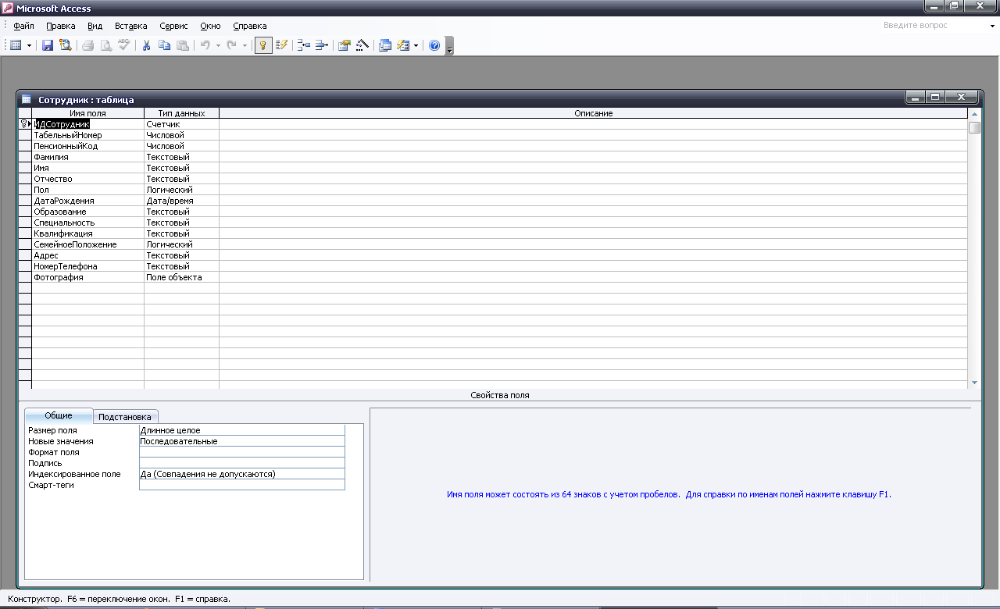 Microsoft Access
Файл Правка Вид Вставка Сервис Окно Справка Введите вопрос
Сотрудник : таблица
Имя поля Тип данных Описание
ИДСотрудник Счетчик
ТабельныйНомер Числовой
ПенсионныйКод Числовой
Фамилия Текстовый
Имя Текстовый
Отчество Текстовый
Пол Логический
ДатаРождения Дата/время
Образование Текстовый
Специальность Текстовый
Квалификация Текстовый
СемейноеПоложение Логический
Адрес Текстовый
НомерТелефона Текстовый
Фотография Поле объекта
Свойства поля
Общие Подстановка
Размер поля Длинное целое
Новые значения Последовательные
Формат поля
Подпись
Индексированное поле Да (Совпадения не допускаются)
Смарт-теги
Имя поля может состоять из 64 знаков с учетом пробелов. Для справки по именам полей нажмите клавишу F1.
Конструктор. F6 = переключение окон. F1 = справка.